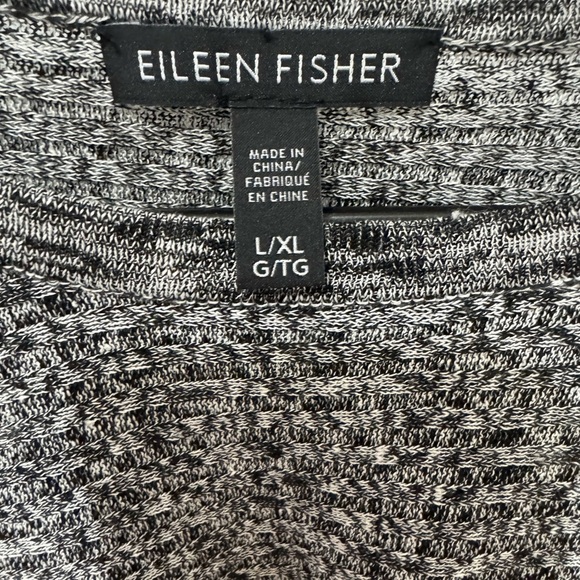 EILEEN FISHER
MADE IN
CHINA/
FABRIQUÉ
EN CHINE
L/XL
G/TG